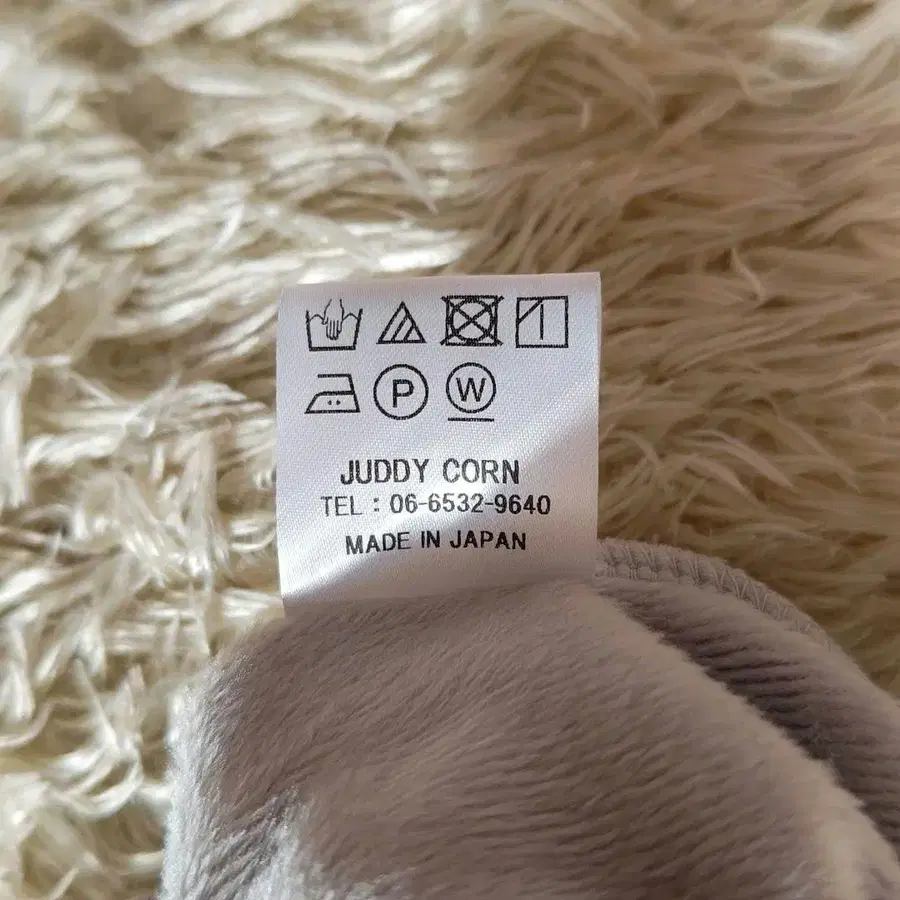 P W
JUDDY CORN
TEL : 06-6532-9640
MADE IN JAPAN